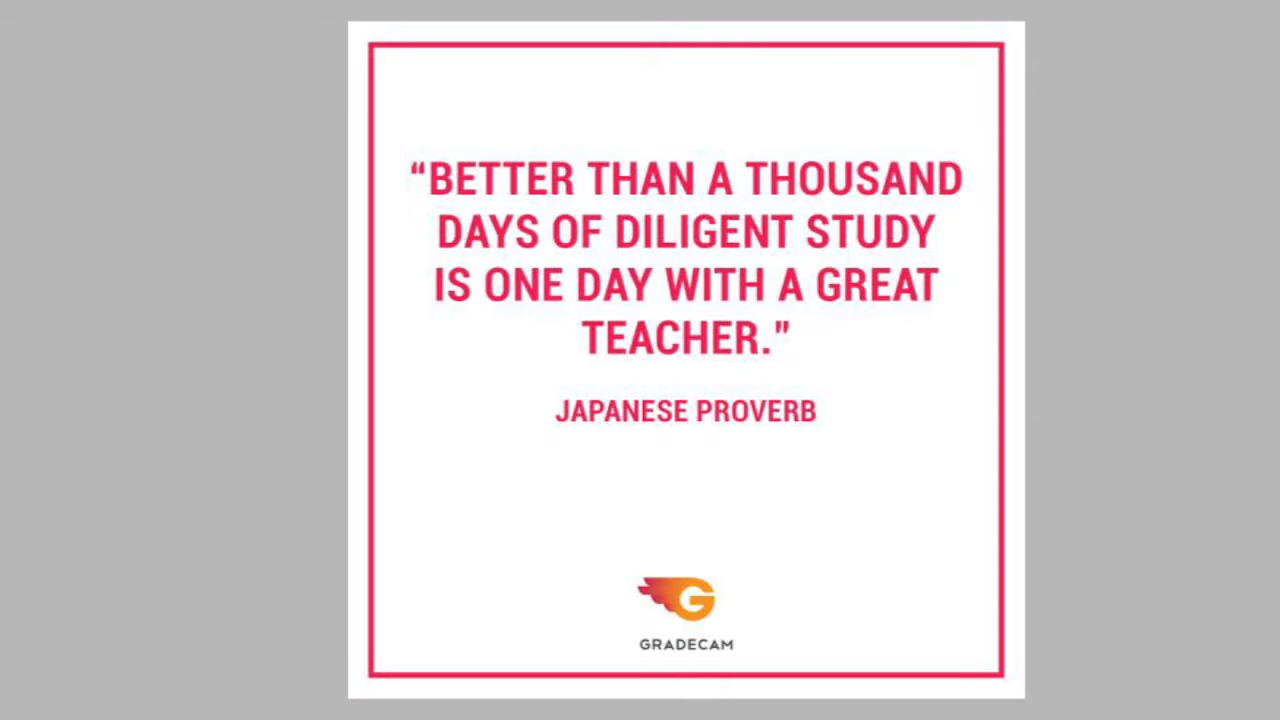 “BETTER THAN A THOUSAND
DAYS OF DILIGENT STUDY
IS ONE DAY WITH A GREAT
TEACHER.”
JAPANESE PROVERB
G
GRADECAM